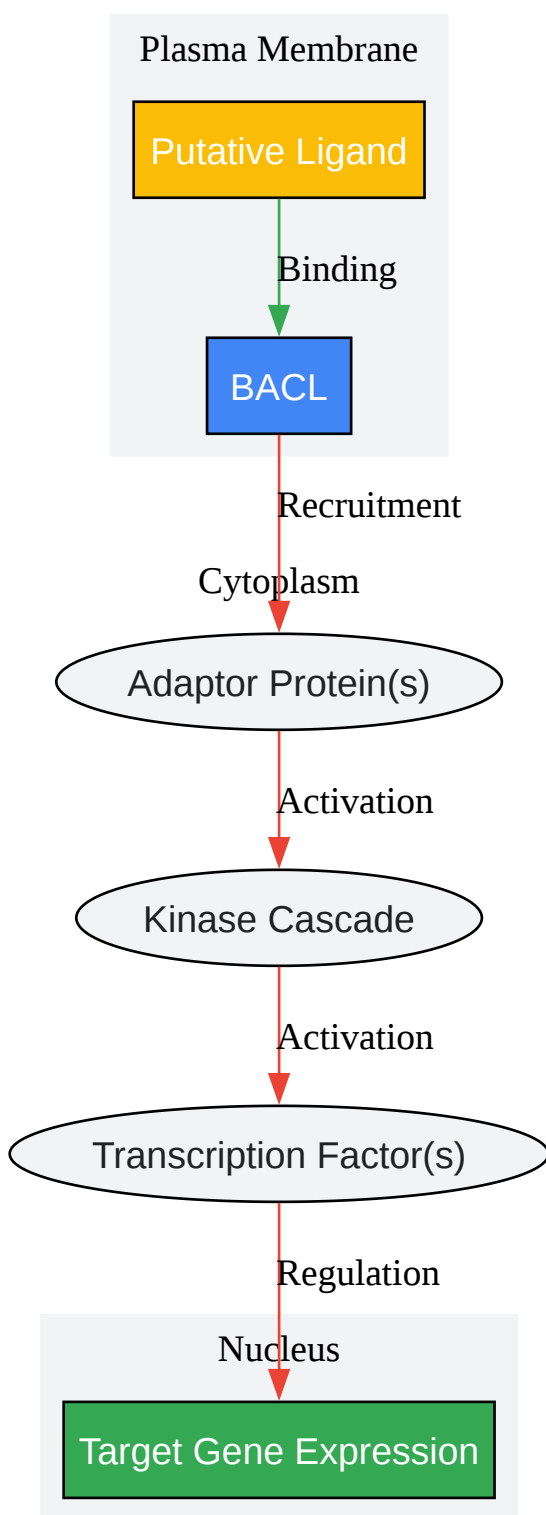 Plasma Membrane
Putative Ligand
Binding
BACL
Recruitment
Cytoplasm
Adaptor Protein(s)
Activation
Kinase Cascade
Activation
Transcription Factor(s)
Regulation
Nucleus
Target Gene Expression